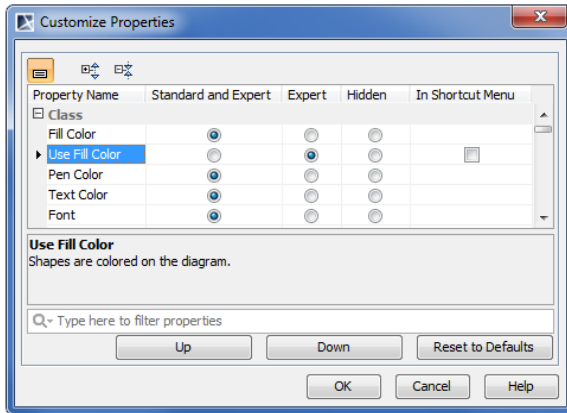 Customize Properties
Property Name Standard and Expert Expert Hidden In Shortcut Menu
Class
Fill Color
Use Fill Color
Pen Color
Text Color
Font
Use Fill Color
Shapes are colored on the diagram.
Type here to filter properties
Up Down Reset to Defaults
OK Cancel Help